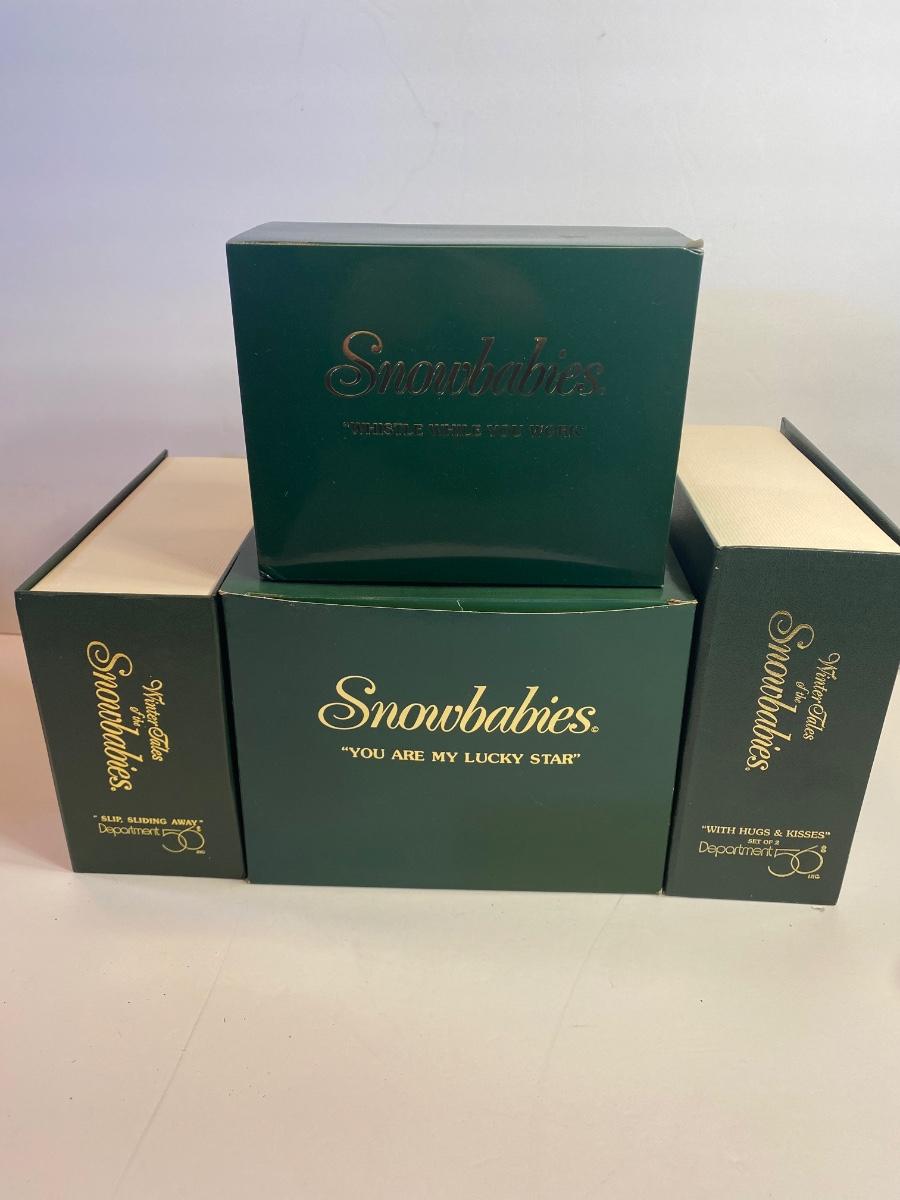 Snowbabies.
"WHISTLE WHILE YOU WORK
Winter Tales
of the
Snowbabies.
"SLIP, SLIDING AWAY"
Department 56®
Snowbabies©
"YOU ARE MY LUCKY STAR"
Winter Tales
of the
Snowbabies.
"WITH HUGS & KISSES"
SET OF 2
Department 56®